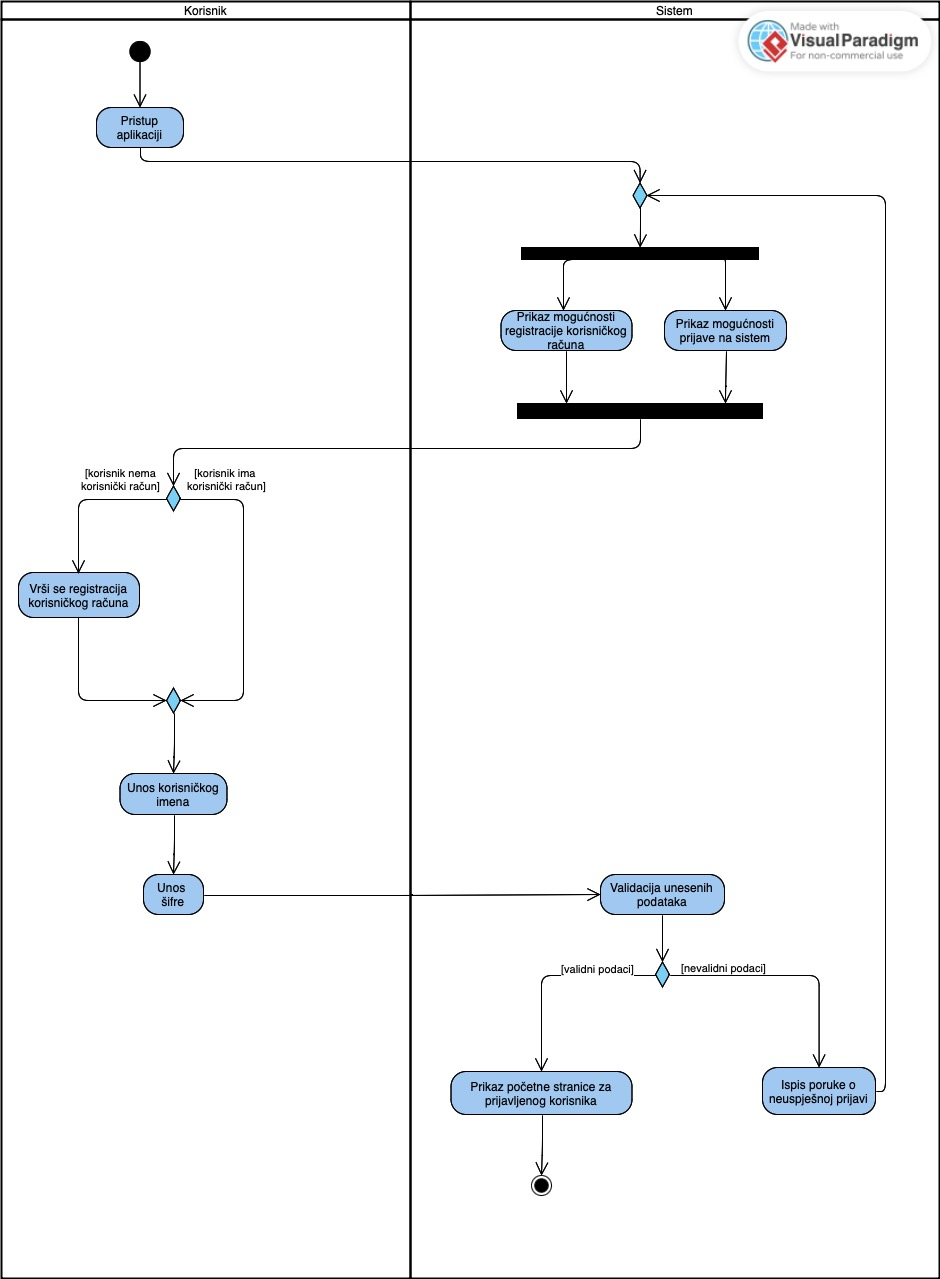 Korisnik
Sistem
Made with
Visual Paradigm
For non-commercial use
Pristup
aplikaciji
Prikaz mogućnosti
registracije korisničkog
računa
Prikaz mogućnosti
prijave na sistem
[korisnik nema
korisnički račun]
[korisnik ima
korisnički račun]
Vrši se registracija
korisničkog računa
Unos korisničkog
imena
Unos
šifre
Validacija unesenih
podataka
[validni podaci]
[nevalidni podaci]
Prikaz početne stranice za
prijavljenog korisnika
Ispis poruke o
neuspješnoj prijavi